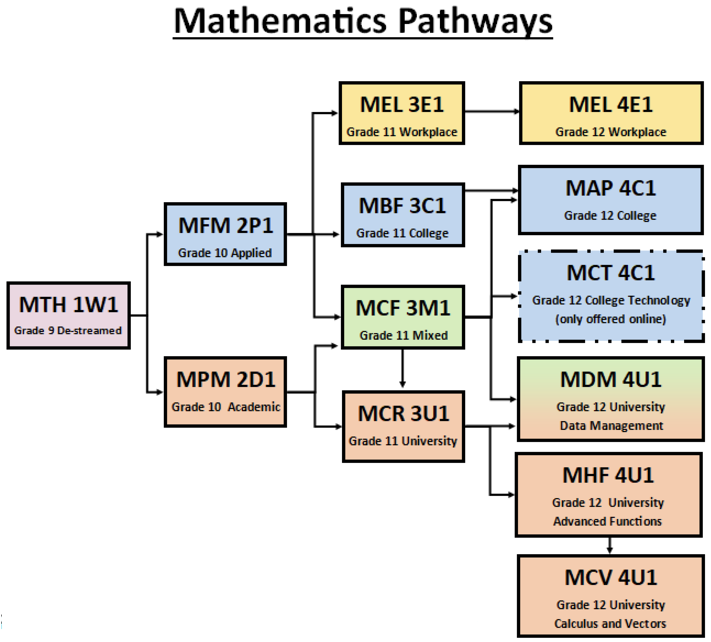 Mathematics Pathways
MEL 3E1
Grade 11 Workplace
MEL 4E1
Grade 12 Workplace
MBF 3C1
Grade 11 College
MAP 4C1
Grade 12 College
MFM 2P1
Grade 10 Applied
MCT 4C1
Grade 12 College Technology
(only offered online)
MTH 1W1
Grade 9 De-streamed
MCF 3M1
Grade 11 Mixed
MPM 2D1
Grade 10 Academic
MDM 4U1
Grade 12 University
Data Management
MCR 3U1
Grade 11 University
MHF 4U1
Grade 12 University
Advanced Functions
MCV 4U1
Grade 12 University
Calculus and Vectors